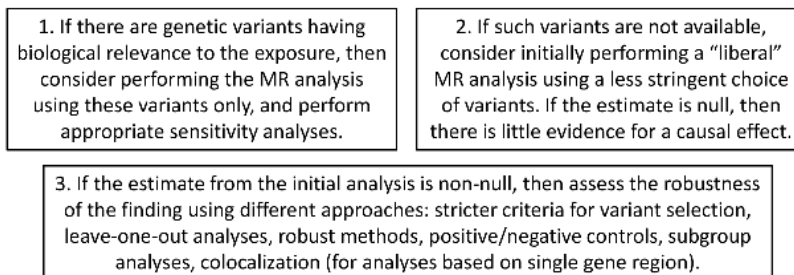 1. If there are genetic variants having
biological relevance to the exposure, then
consider performing the MR analysis
using these variants only, and perform
appropriate sensitivity analyses.
2. If such variants are not available,
consider initially performing a “liberal”
MR analysis using a less stringent choice
of variants. If the estimate is null, then
there is little evidence for a causal effect.
3. If the estimate from the initial analysis is non-null, then assess the robustness
of the finding using different approaches: stricter criteria for variant selection,
leave-one-out analyses, robust methods, positive/negative controls, subgroup
analyses, colocalization (for analyses based on single gene region).